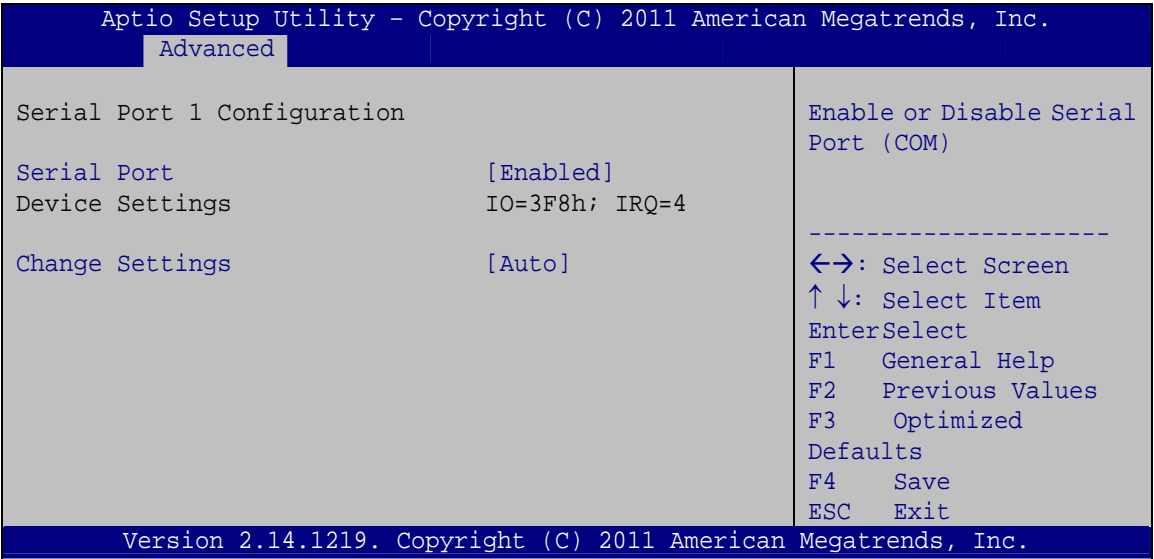 Aptio Setup Utility – Copyright (C) 2011 American Megatrends, Inc.
Advanced
Serial Port 1 Configuration
Serial Port [Enabled]
Device Settings IO=3F8h; IRQ=4
Change Settings [Auto]
Enable or Disable Serial
Port (COM)
---------------------
←→: Select Screen
↑ ↓: Select Item
EnterSelect
F1 General Help
F2 Previous Values
F3 Optimized
Defaults
F4 Save
ESC Exit
Version 2.14.1219. Copyright (C) 2011 American Megatrends, Inc.